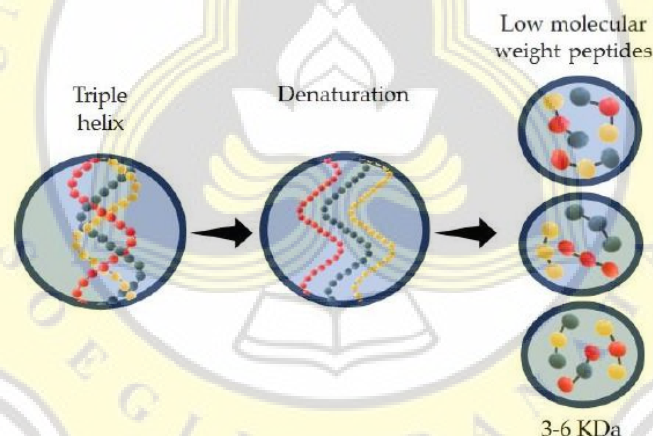 Low molecular
weight peptides
Triple
helix
Denaturation
3-6 KDa